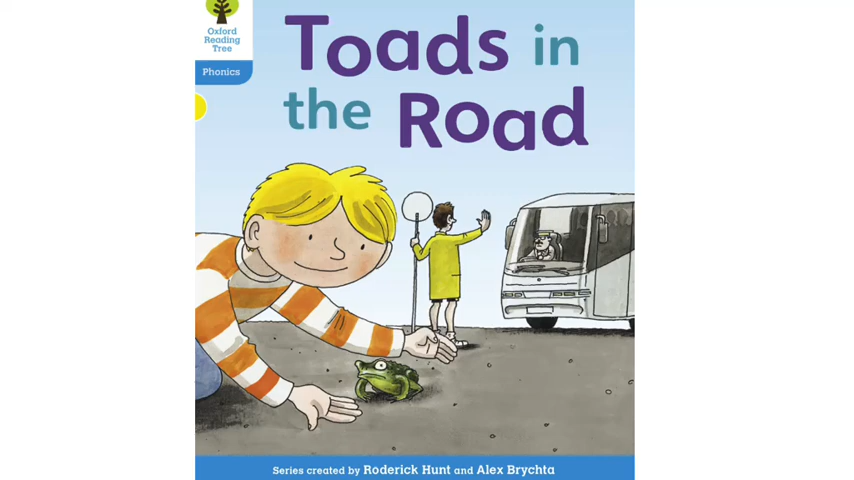 Oxford
Reading
Tree
Phonics
Toads in
the Road
Series created by Roderick Hunt and Alex Brychta